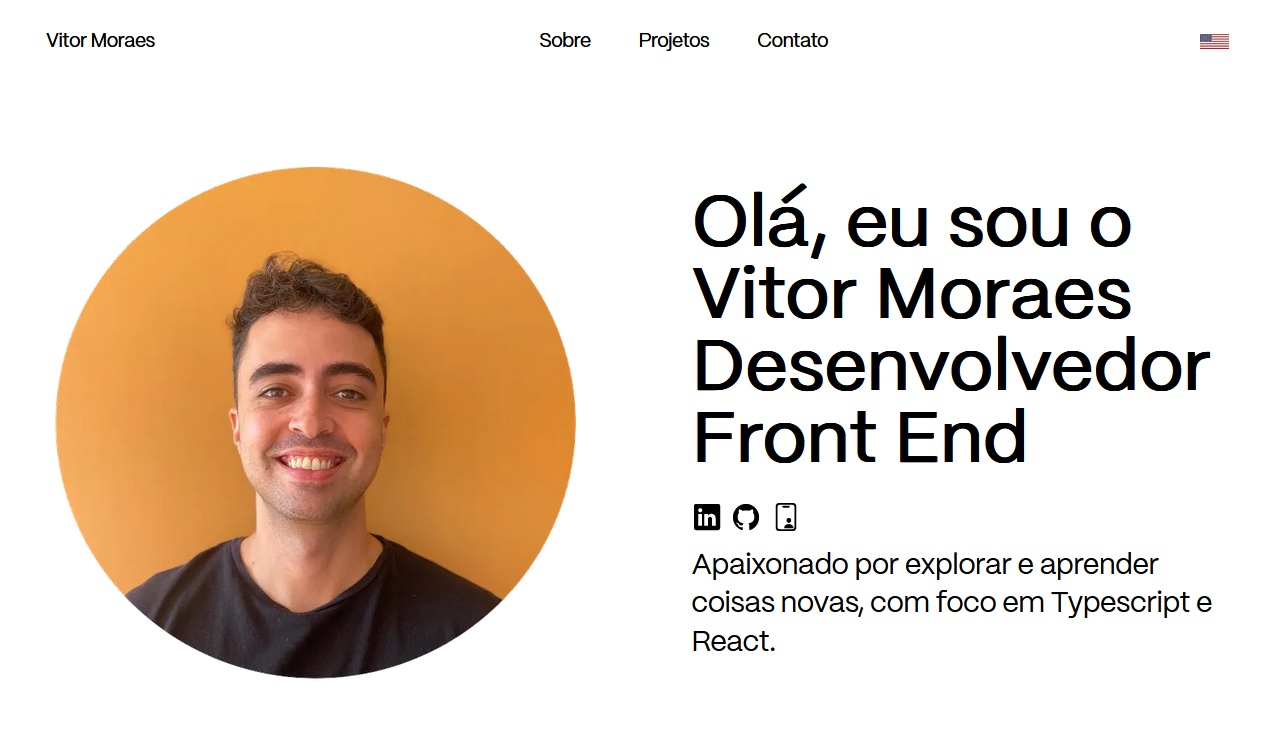 Vitor Moraes
Sobre
Projetos
Contato
Olá, eu sou o
Vitor Moraes
Desenvolvedor
Front End
in
Apaixonado por explorar e aprender
coisas novas, com foco em Typescript e
React.